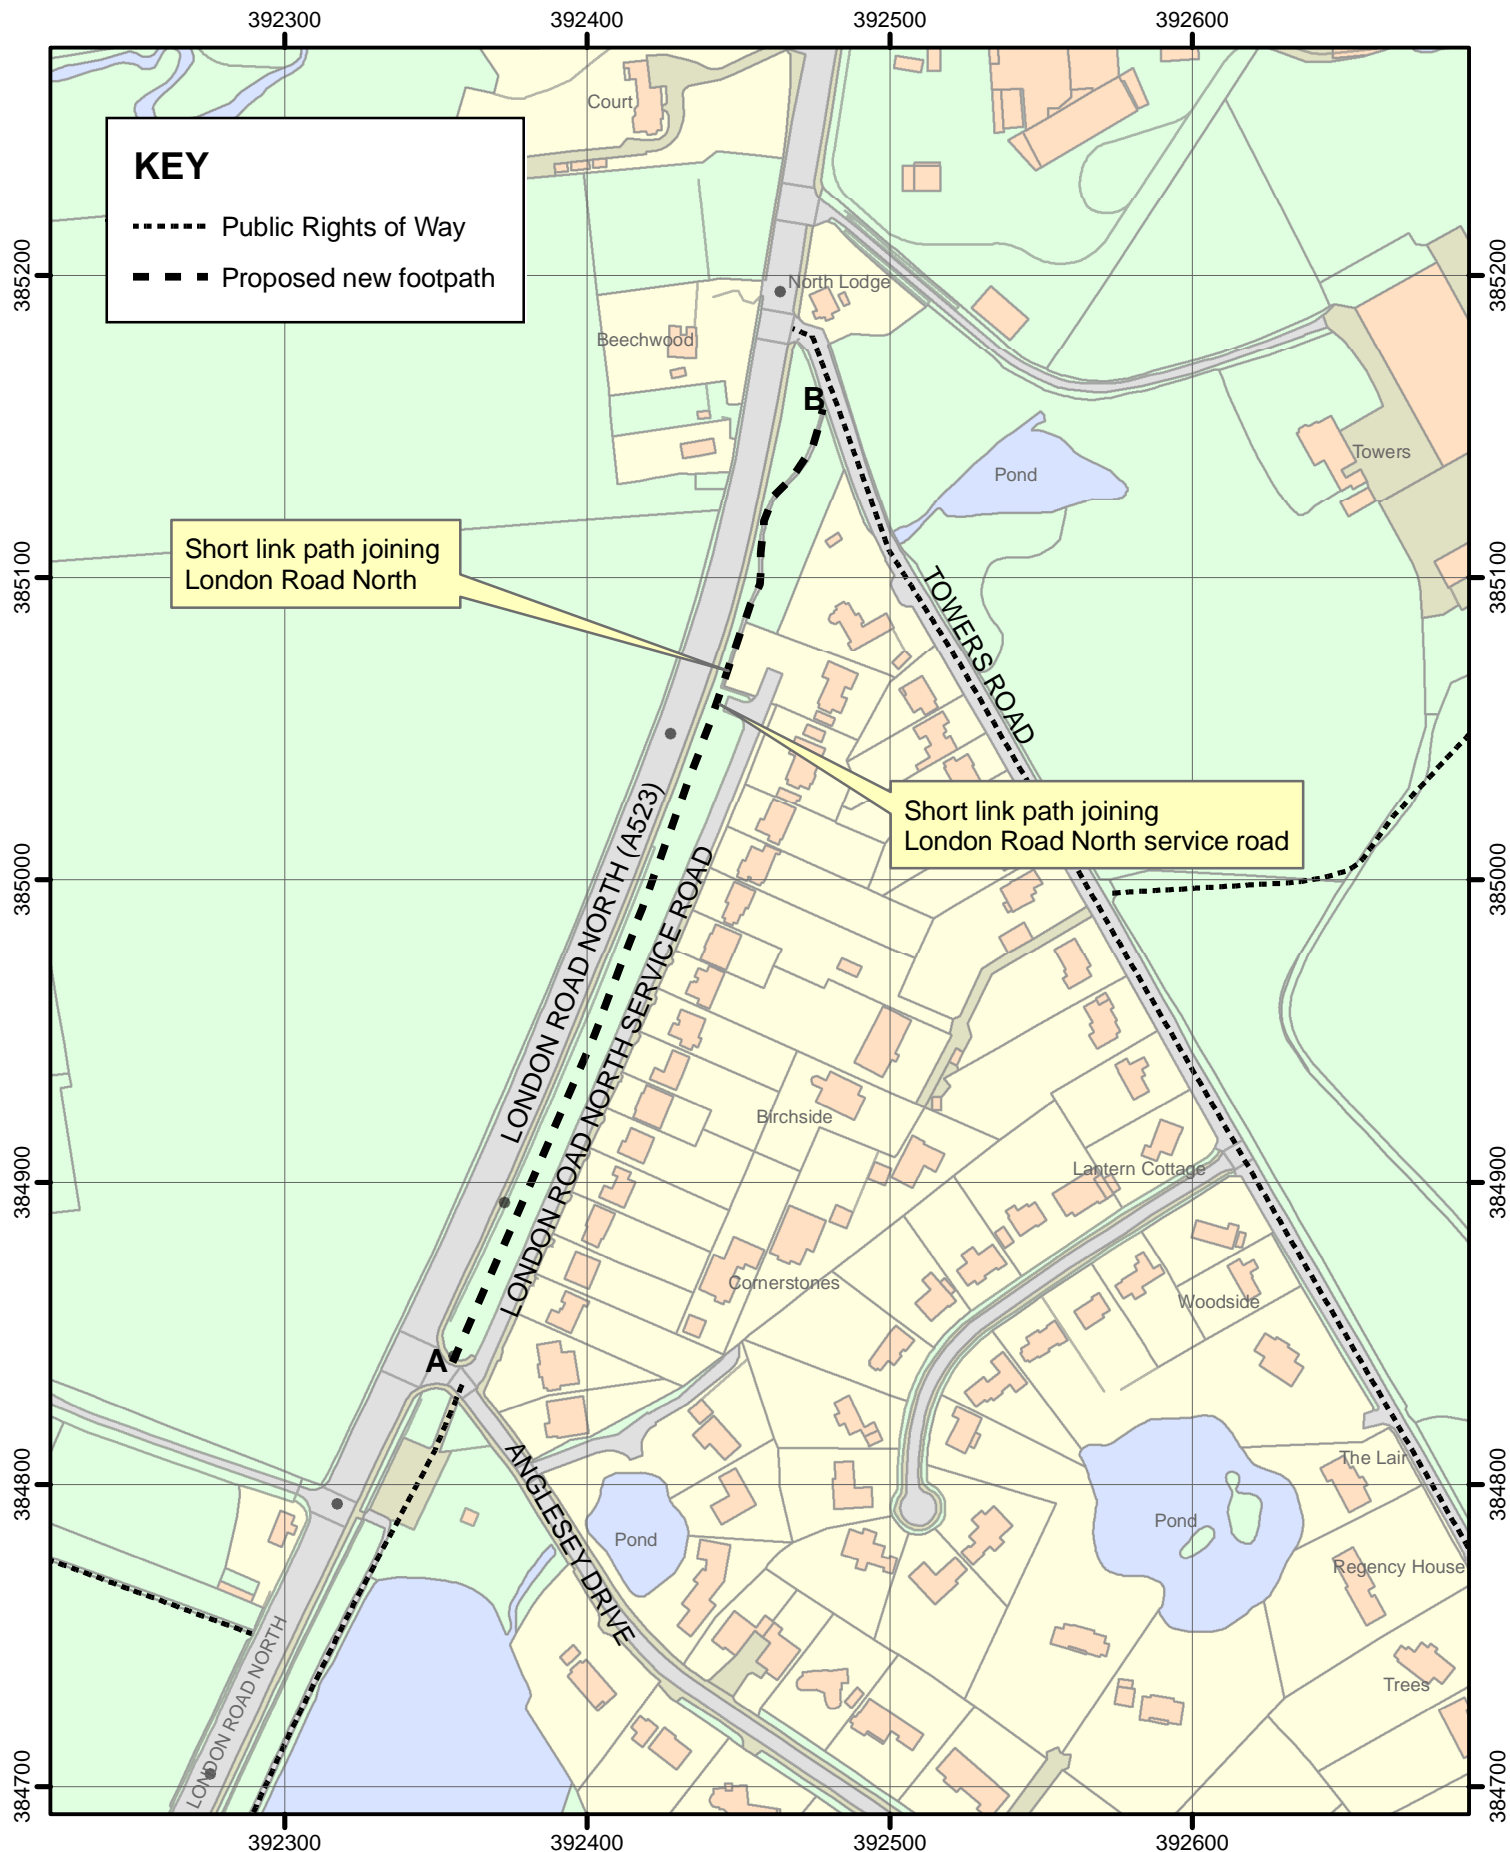 392300
392400
392500
392600
Court
KEY
Public Rights of Way
Proposed new footpath
385200
385200
North Lodge
Beechwood
B
Towers
Pond
Short link path joining
London Road North
385100
385100
TOWERS ROAD
Short link path joining
London Road North service road
LONDON ROAD NORTH (A523)
LONDON ROAD NORTH SERVICE ROAD
385000
385000
Birchside
Lantern Cottage
384900
384900
Cornerstones
Woodside
A
ANGLESEY DRIVE
The Lair
384800
384800
Pond
Pond
Regency House
LONDON ROAD NORTH
Trees
384700
384700
392300
392400
392500
392600